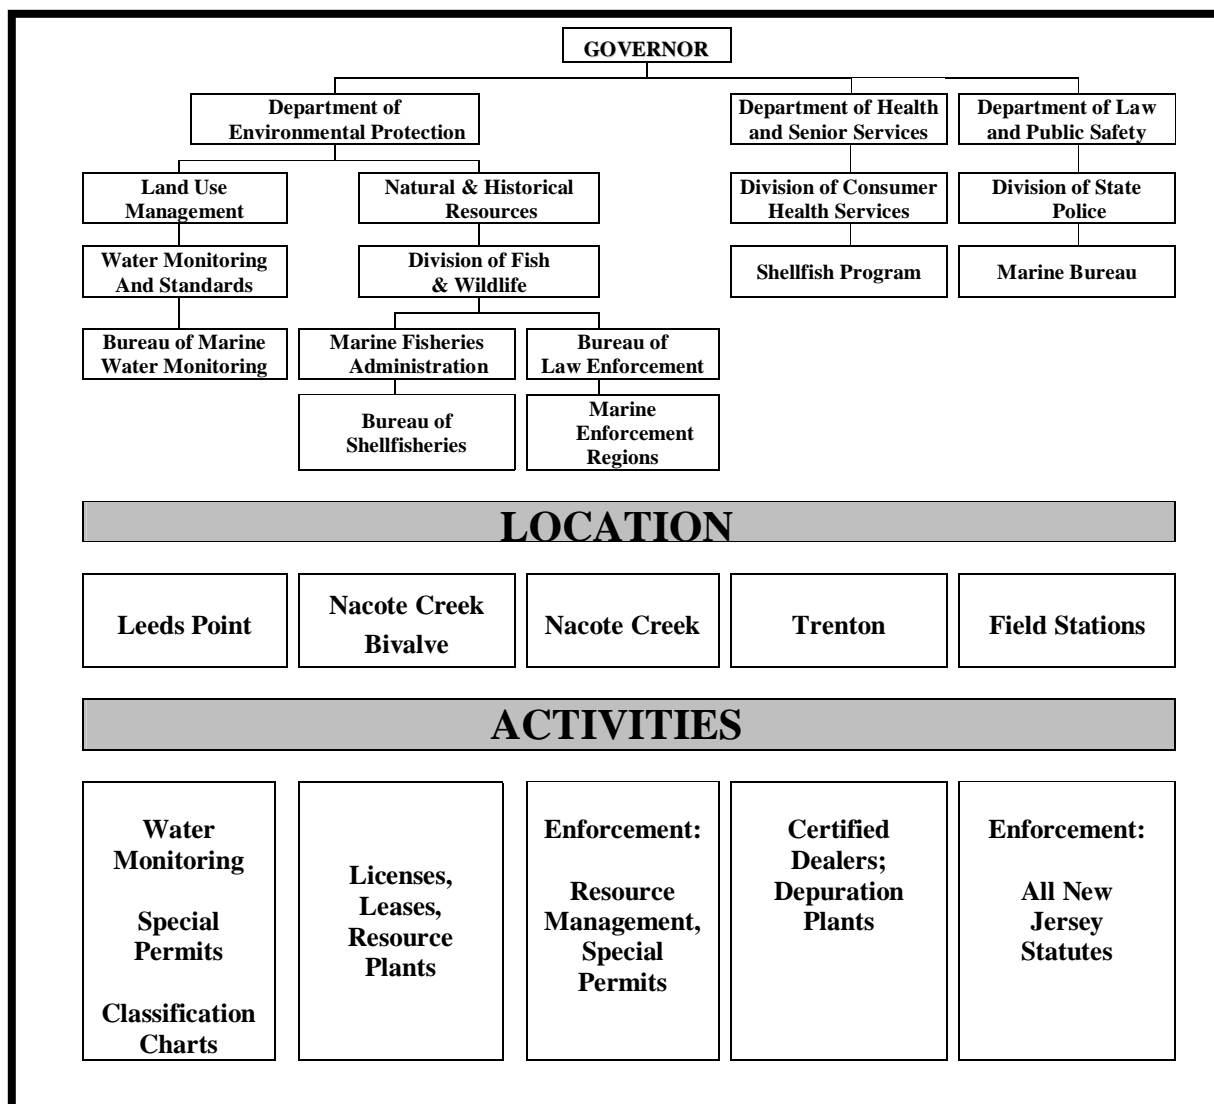 GOVERNOR
Department of
Environmental Protection
Department of Health
and Senior Services
Department of Law
and Public Safety
Land Use
Management
Natural & Historical
Resources
Division of Consumer
Health Services
Division of State
Police
Water Monitoring
And Standards
Division of Fish
& Wildlife
Shellfish Program
Marine Bureau
Bureau of Marine
Water Monitoring
Marine Fisheries
Administration
Bureau of
Law Enforcement
Bureau of
Shellfisheries
Marine
Enforcement
Regions
LOCATION
Leeds Point
Nacote Creek
Bivalve
Nacote Creek
Trenton
Field Stations
ACTIVITIES
Water
Monitoring
Special
Permits
Classification
Charts
Licenses,
Leases,
Resource
Plants
Enforcement:
Resource
Management,
Special
Permits
Certified
Dealers;
Depuration
Plants
Enforcement:
All New
Jersey
Statutes